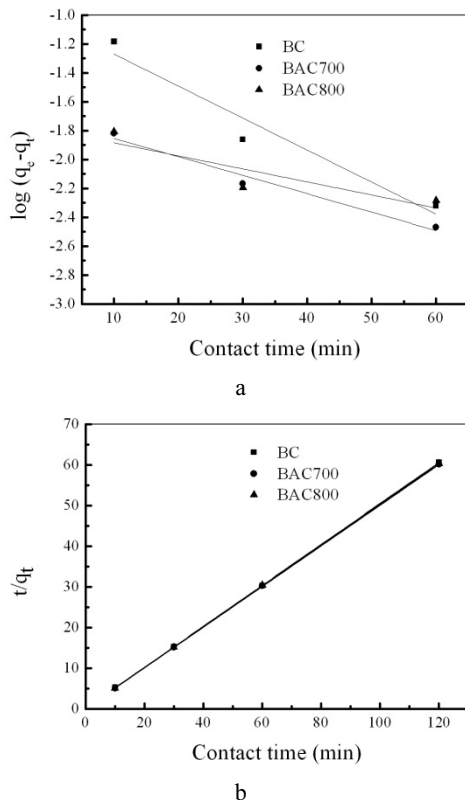 -1.0
-1.2
-1.4
-1.6
-1.8
-2.0
-2.2
-2.4
-2.6
-2.8
-3.0
log (qe-qt)
BC
BAC700
BAC800
10 20 30 40 50 60
Contact time (min)
a
70
60
50
40
30
20
10
0
t/qt
BC
BAC700
BAC800
0 20 40 60 80 100 120
Contact time (min)
b